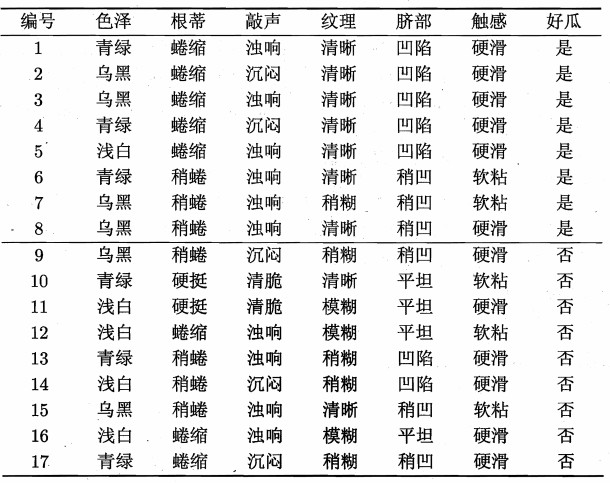 编号 色泽 根蒂 敲声 纹理 脐部 触感 好瓜
1 青绿 蜷缩 浊响 清晰 凹陷 硬滑 是
2 乌黑 蜷缩 沉闷 清晰 凹陷 硬滑 是
3 乌黑 蜷缩 浊响 清晰 凹陷 硬滑 是
4 青绿 蜷缩 沉闷 清晰 凹陷 硬滑 是
5 浅白 蜷缩 浊响 清晰 凹陷 硬滑 是
6 青绿 稍蜷 浊响 清晰 稍凹 软粘 是
7 乌黑 稍蜷 浊响 稍糊 稍凹 软粘 是
8 乌黑 稍蜷 浊响 清晰 稍凹 硬滑 是
9 乌黑 稍蜷 沉闷 稍糊 稍凹 硬滑 否
10 青绿 硬挺 清脆 清晰 平坦 软粘 否
11 浅白 硬挺 清脆 模糊 平坦 硬滑 否
12 浅白 蜷缩 浊响 模糊 平坦 软粘 否
13 青绿 稍蜷 浊响 稍糊 凹陷 硬滑 否
14 浅白 稍蜷 沉闷 稍糊 凹陷 硬滑 否
15 乌黑 稍蜷 浊响 清晰 稍凹 软粘 否
16 浅白 蜷缩 浊响 模糊 平坦 硬滑 否
17 青绿 蜷缩 沉闷 稍糊 稍凹 硬滑 否